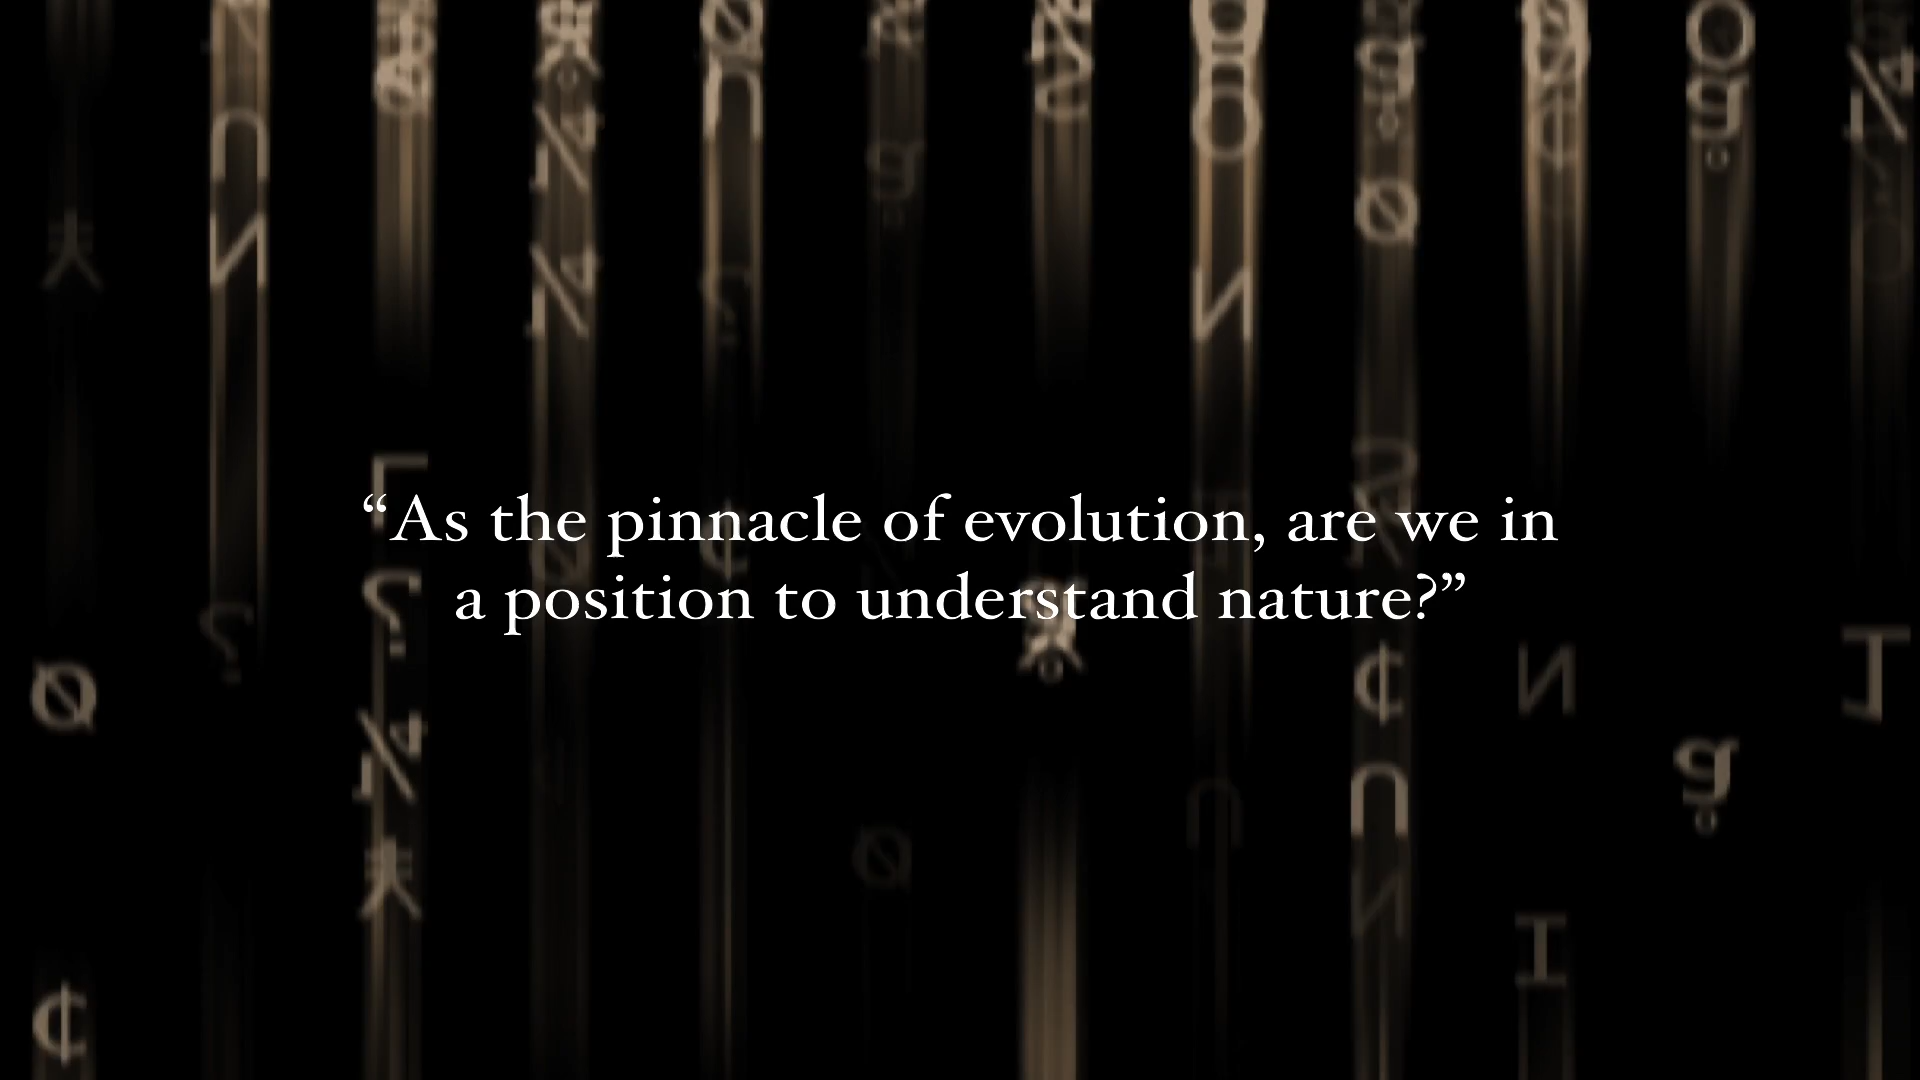 “As the pinnacle of evolution, are we in
a position to understand nature?”